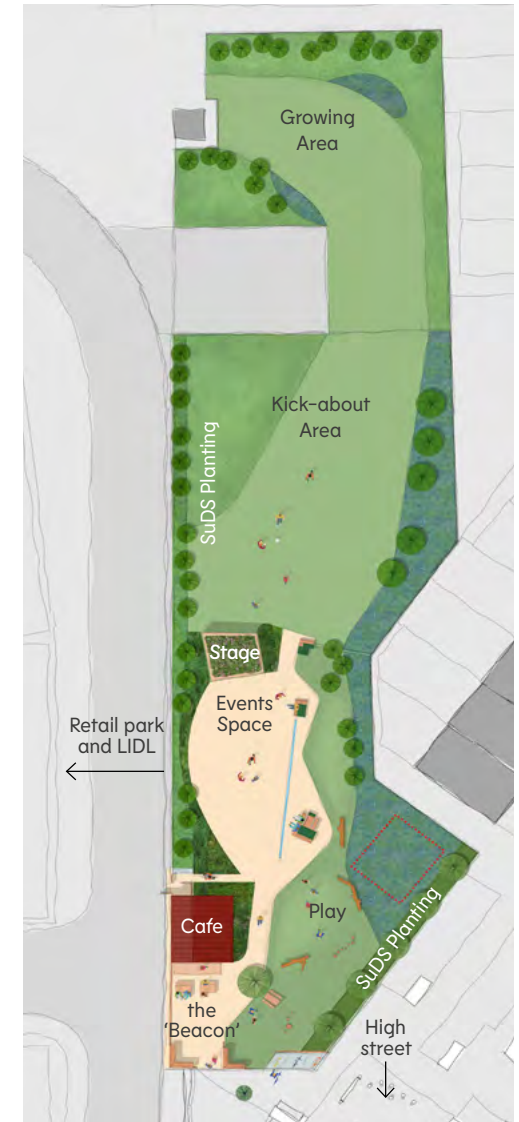 Growing
Area
Kick-about
Area
SuDS Planting
Stage
Events
Space
Retail park
and LIDL
Play
Cafe
SuDS Planting
the
'Beacon'
High
street